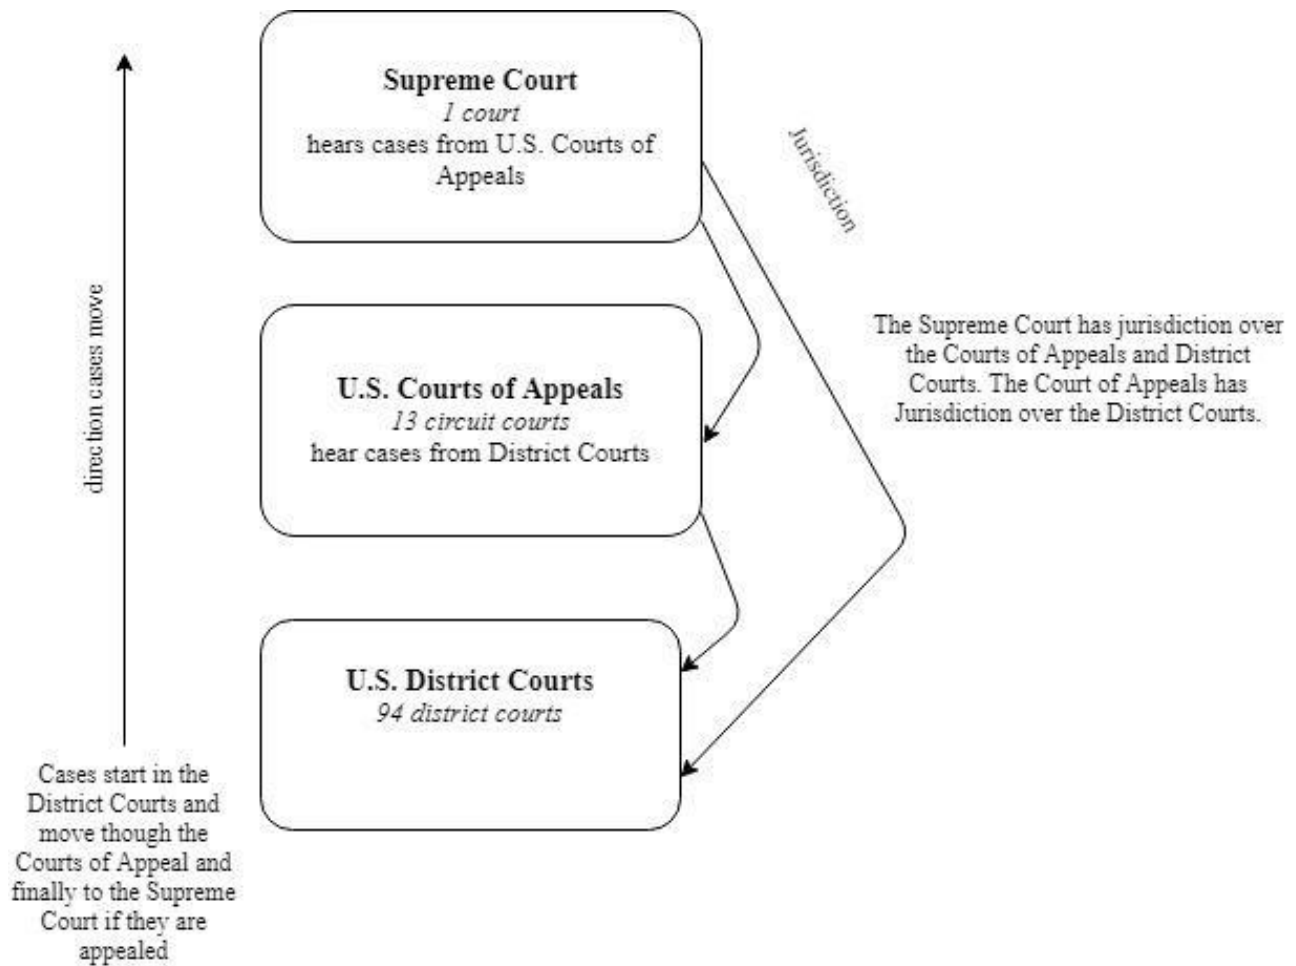 Supreme Court
1 court
hears cases from U.S. Courts of
Appeals
Jurisdiction
direction cases move
The Supreme Court has jurisdiction over
the Courts of Appeals and District
Courts. The Court of Appeals has
Jurisdiction over the District Courts.
U.S. Courts of Appeals
13 circuit courts
hear cases from District Courts
U.S. District Courts
94 district courts
Cases start in the
District Courts and
move though the
Courts of Appeal and
finally to the Supreme
Court if they are
appealed